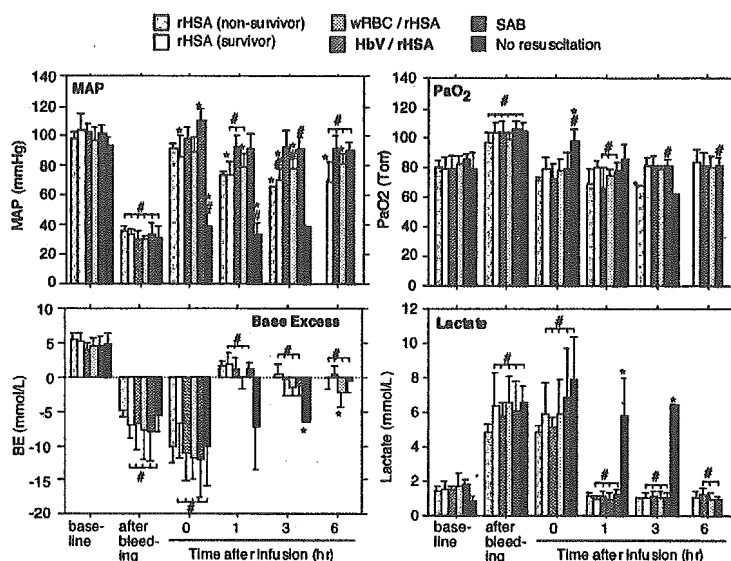 rHSA (non-survivor) wRBC / rHSA SAB
rHSA (survivor) HbV / rHSA No resuscitation
MAP
MAP (mmHg)
140
120
100
80
60
40
20
0
* # * # * # * # * # * # * # * # #
PaO2
PaO2 (Torr)
140
120
100
80
60
40
20
0
# * # # * # #
Base Excess
BE (mmol/L)
10
5
0
-5
-10
-15
-20
# # # # * # *
Lactate
Lactate (mmol/L)
10
8
6
4
2
0
# # # * # * #
base-line after bleed-ing 0 1 3 6
Time after infusion (hr)
base-line after bleed-ing 0 1 3 6
Time after infusion (hr)